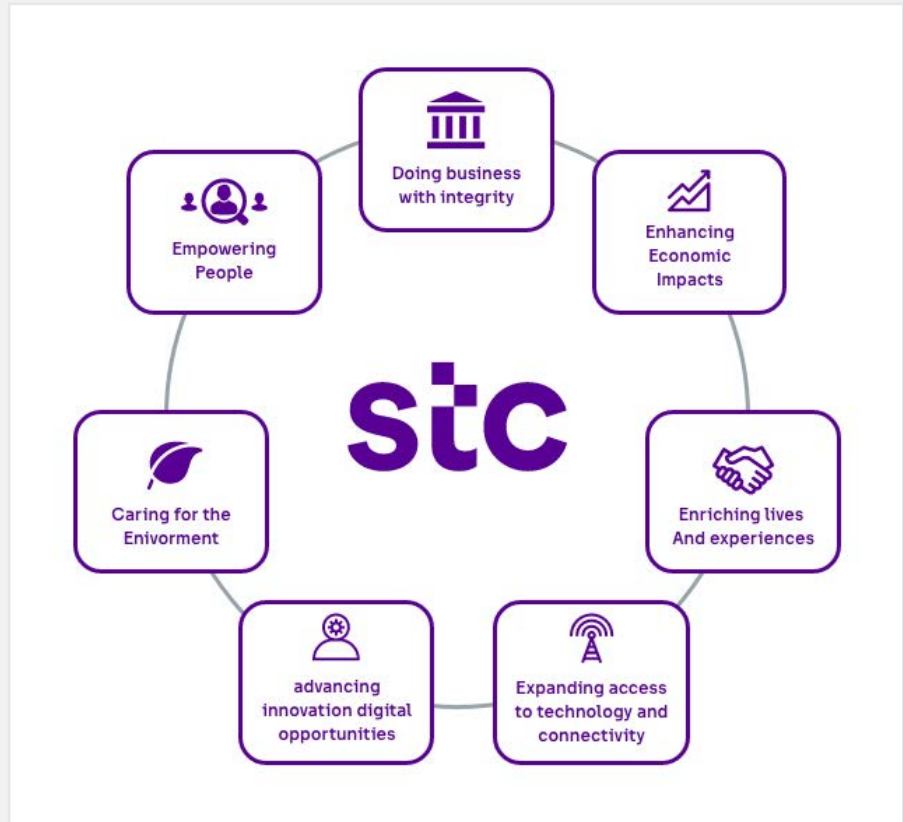 Doing business
with integrity
Enhancing
Economic
Impacts
Enriching lives
And experiences
Expanding access
to technology and
connectivity
advancing
innovation digital
opportunities
Caring for the
Enivorment
Empowering
People
stc